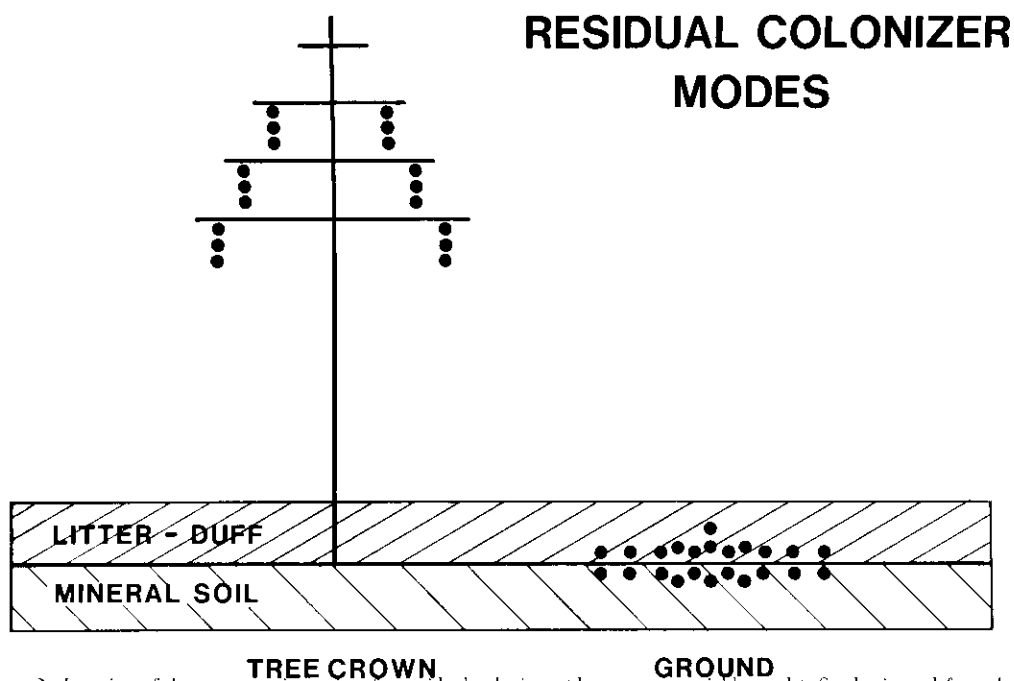 RESIDUAL COLONIZER
MODES
LITTER - DUFF
MINERAL SOIL
TREE CROWN
GROUND